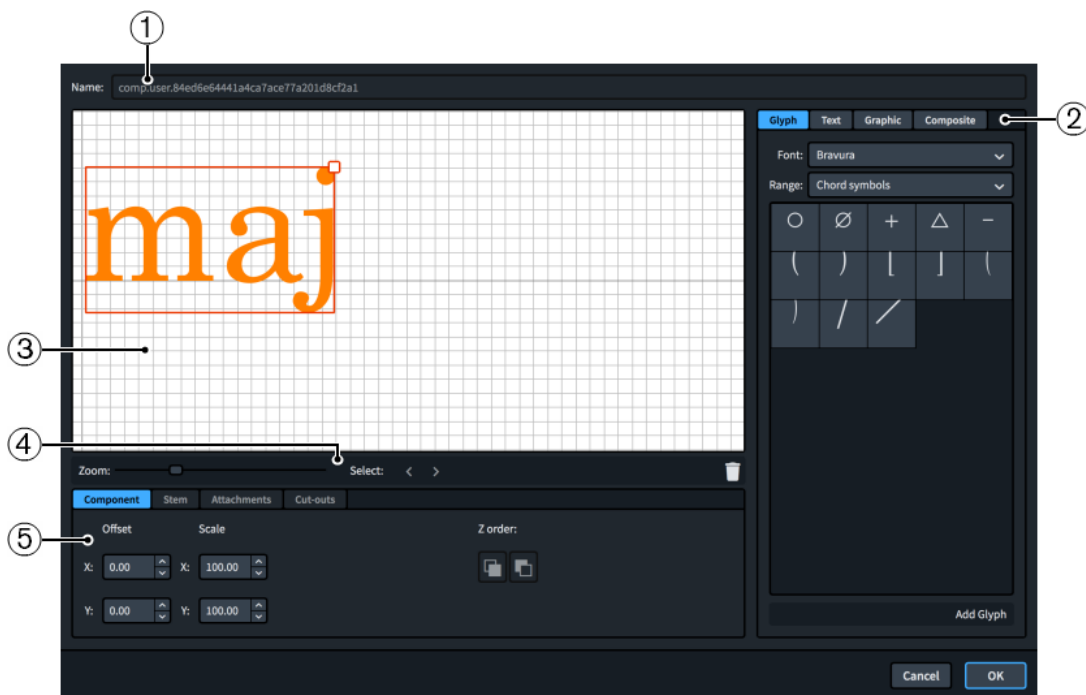 ①
Name: comp.user.84ed6e64441a4ca7ace77a201d8cf2a1
②
Glyph Text Graphic Composite
Font: Bravura
Range: Chord symbols
maj
③
④
Zoom: Select: < >
Component Stem Attachments Cut-outs
⑤
Offset Scale Z order:
X: 0.00 X: 100.00
Y: 0.00 Y: 100.00
Add Glyph
Cancel OK